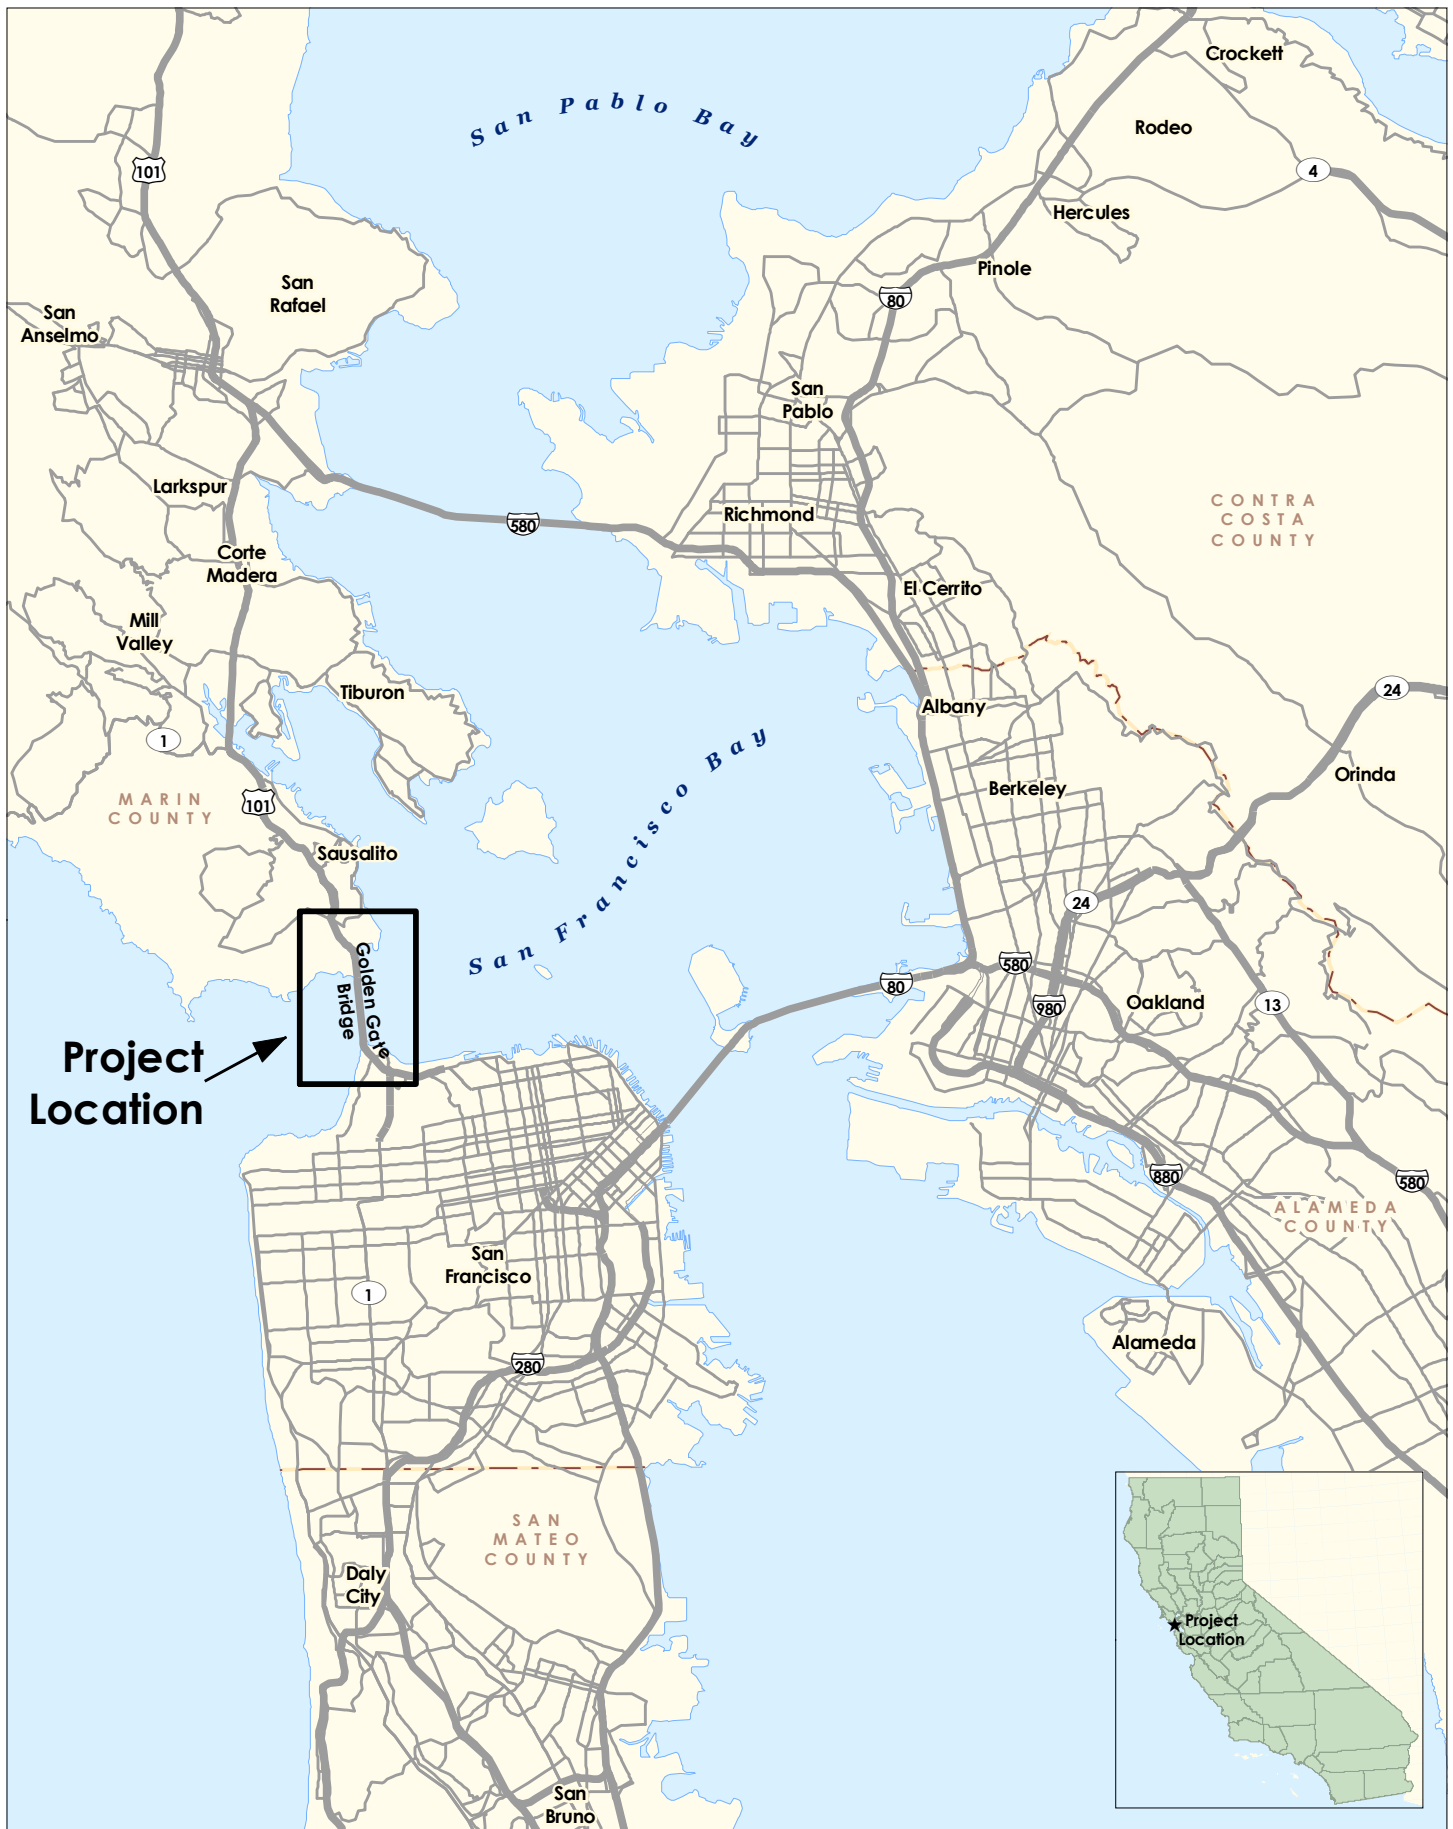 Crockett
San Pablo Bay
Rodeo
101
4
Hercules
Pinole
San
Rafael
80
San
Anselmo
San
Pablo
Larkspur
CONTRA
COSTA
COUNTY
Richmond
580
Corte
Madera
El Cerrito
Mill
Valley
Tiburon
24
Albany
1
San Francisco Bay
Orinda
Berkeley
MARIN
COUNTY
101
Sausalito
24
Golden Gate
Bridge
580
80
980
Oakland
13
Project
Location
880
580
ALAMEDA
COUNTY
San
Francisco
1
Alameda
280
SAN
MATEO
COUNTY
Daly
City
Project
Location
San
Bruno